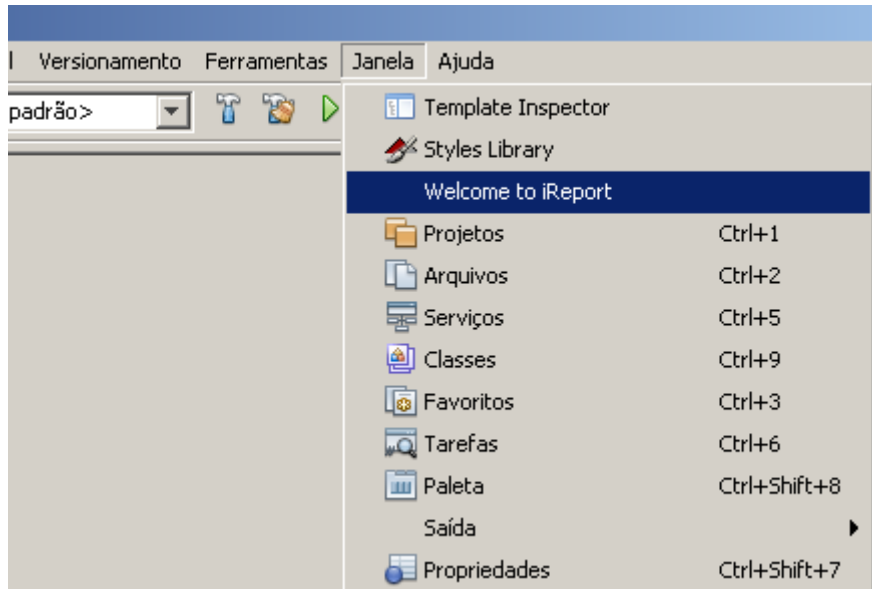 Versionamento Ferramentas Janela Ajuda
padrão>
Template Inspector
Styles Library
Welcome to iReport
Projetos Ctrl+1
Arquivos Ctrl+2
Serviços Ctrl+5
Classes Ctrl+9
Favoritos Ctrl+3
Tarefas Ctrl+6
Paleta Ctrl+Shift+8
Saída
Propriedades Ctrl+Shift+7